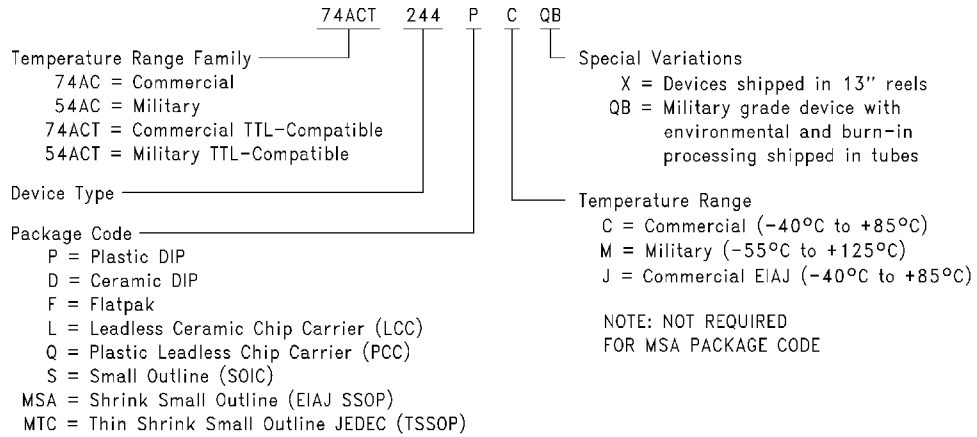 74ACT 244 P C QB
Temperature Range Family
74AC = Commercial
54AC = Military
74ACT = Commercial TTL-Compatible
54ACT = Military TTL-Compatible
Device Type
Package Code
P = Plastic DIP
D = Ceramic DIP
F = Flatpak
L = Leadless Ceramic Chip Carrier (LCC)
Q = Plastic Leadless Chip Carrier (PCC)
S = Small Outline (SOIC)
MSA = Shrink Small Outline (EIAJ SSOP)
MTC = Thin Shrink Small Outline JEDEC (TSSOP)
Special Variations
X = Devices shipped in 13" reels
QB = Military grade device with
environmental and burn-in
processing shipped in tubes
Temperature Range
C = Commercial (-40°C to +85°C)
M = Military (-55°C to +125°C)
J = Commercial EIAJ (-40°C to +85°C)
NOTE: NOT REQUIRED
FOR MSA PACKAGE CODE